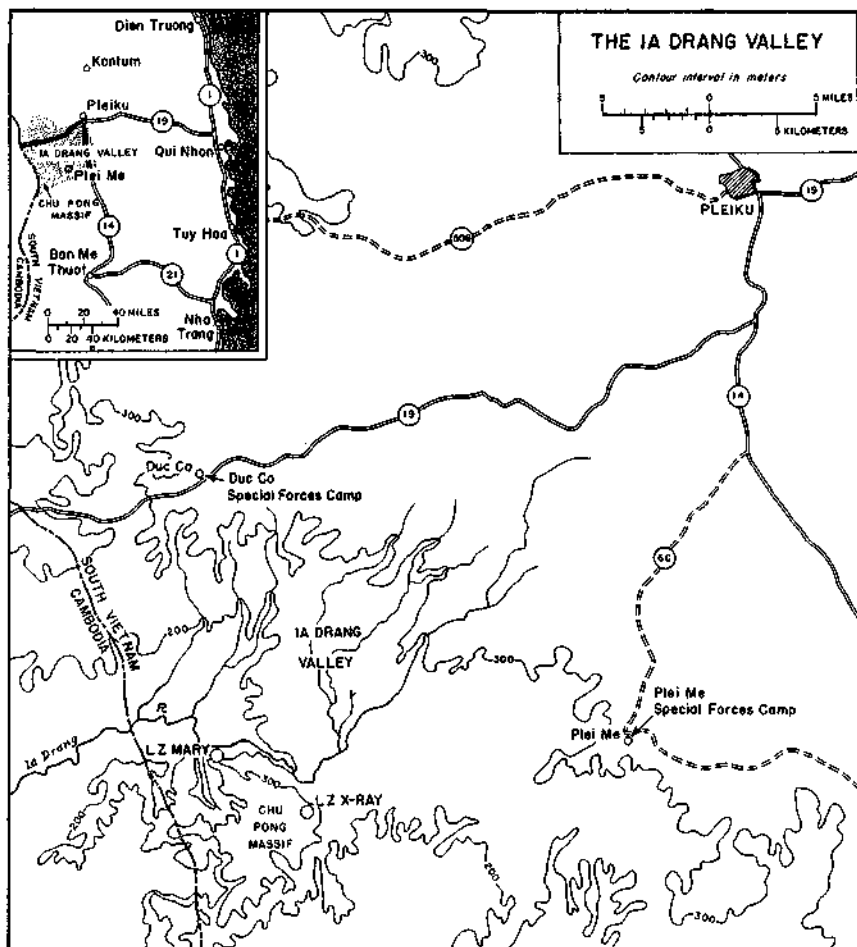 THE IA DRANG VALLEY
Contour interval in meters
5 0 5 MILES
5 0 5 KILOMETERS
Dien Truong
Kontum
1
Pleiku
19
IA DRANG VALLEY
Qui Nhon
Plei Me
CHU PONG
MASSIF
14
Tuy Hoa
SOUTH VIETNAM
CAMBODIA
Ban Me
Thuot
1
21
0 20 40 MILES
0 20 40 KILOMETERS
Nha
Trang
300
PLEIKU
19
509
14
19
300
Duc Co
Duc Co
Special Forces Camp
SOUTH VIETNAM
CAMBODIA
200
IA DRANG
VALLEY
6C
300
Plei Me
Special Forces Camp
Plei Me
Ia Drang
R.
LZ MARY
300
LZ X-RAY
CHU
PONG
MASSIF
200
200
300